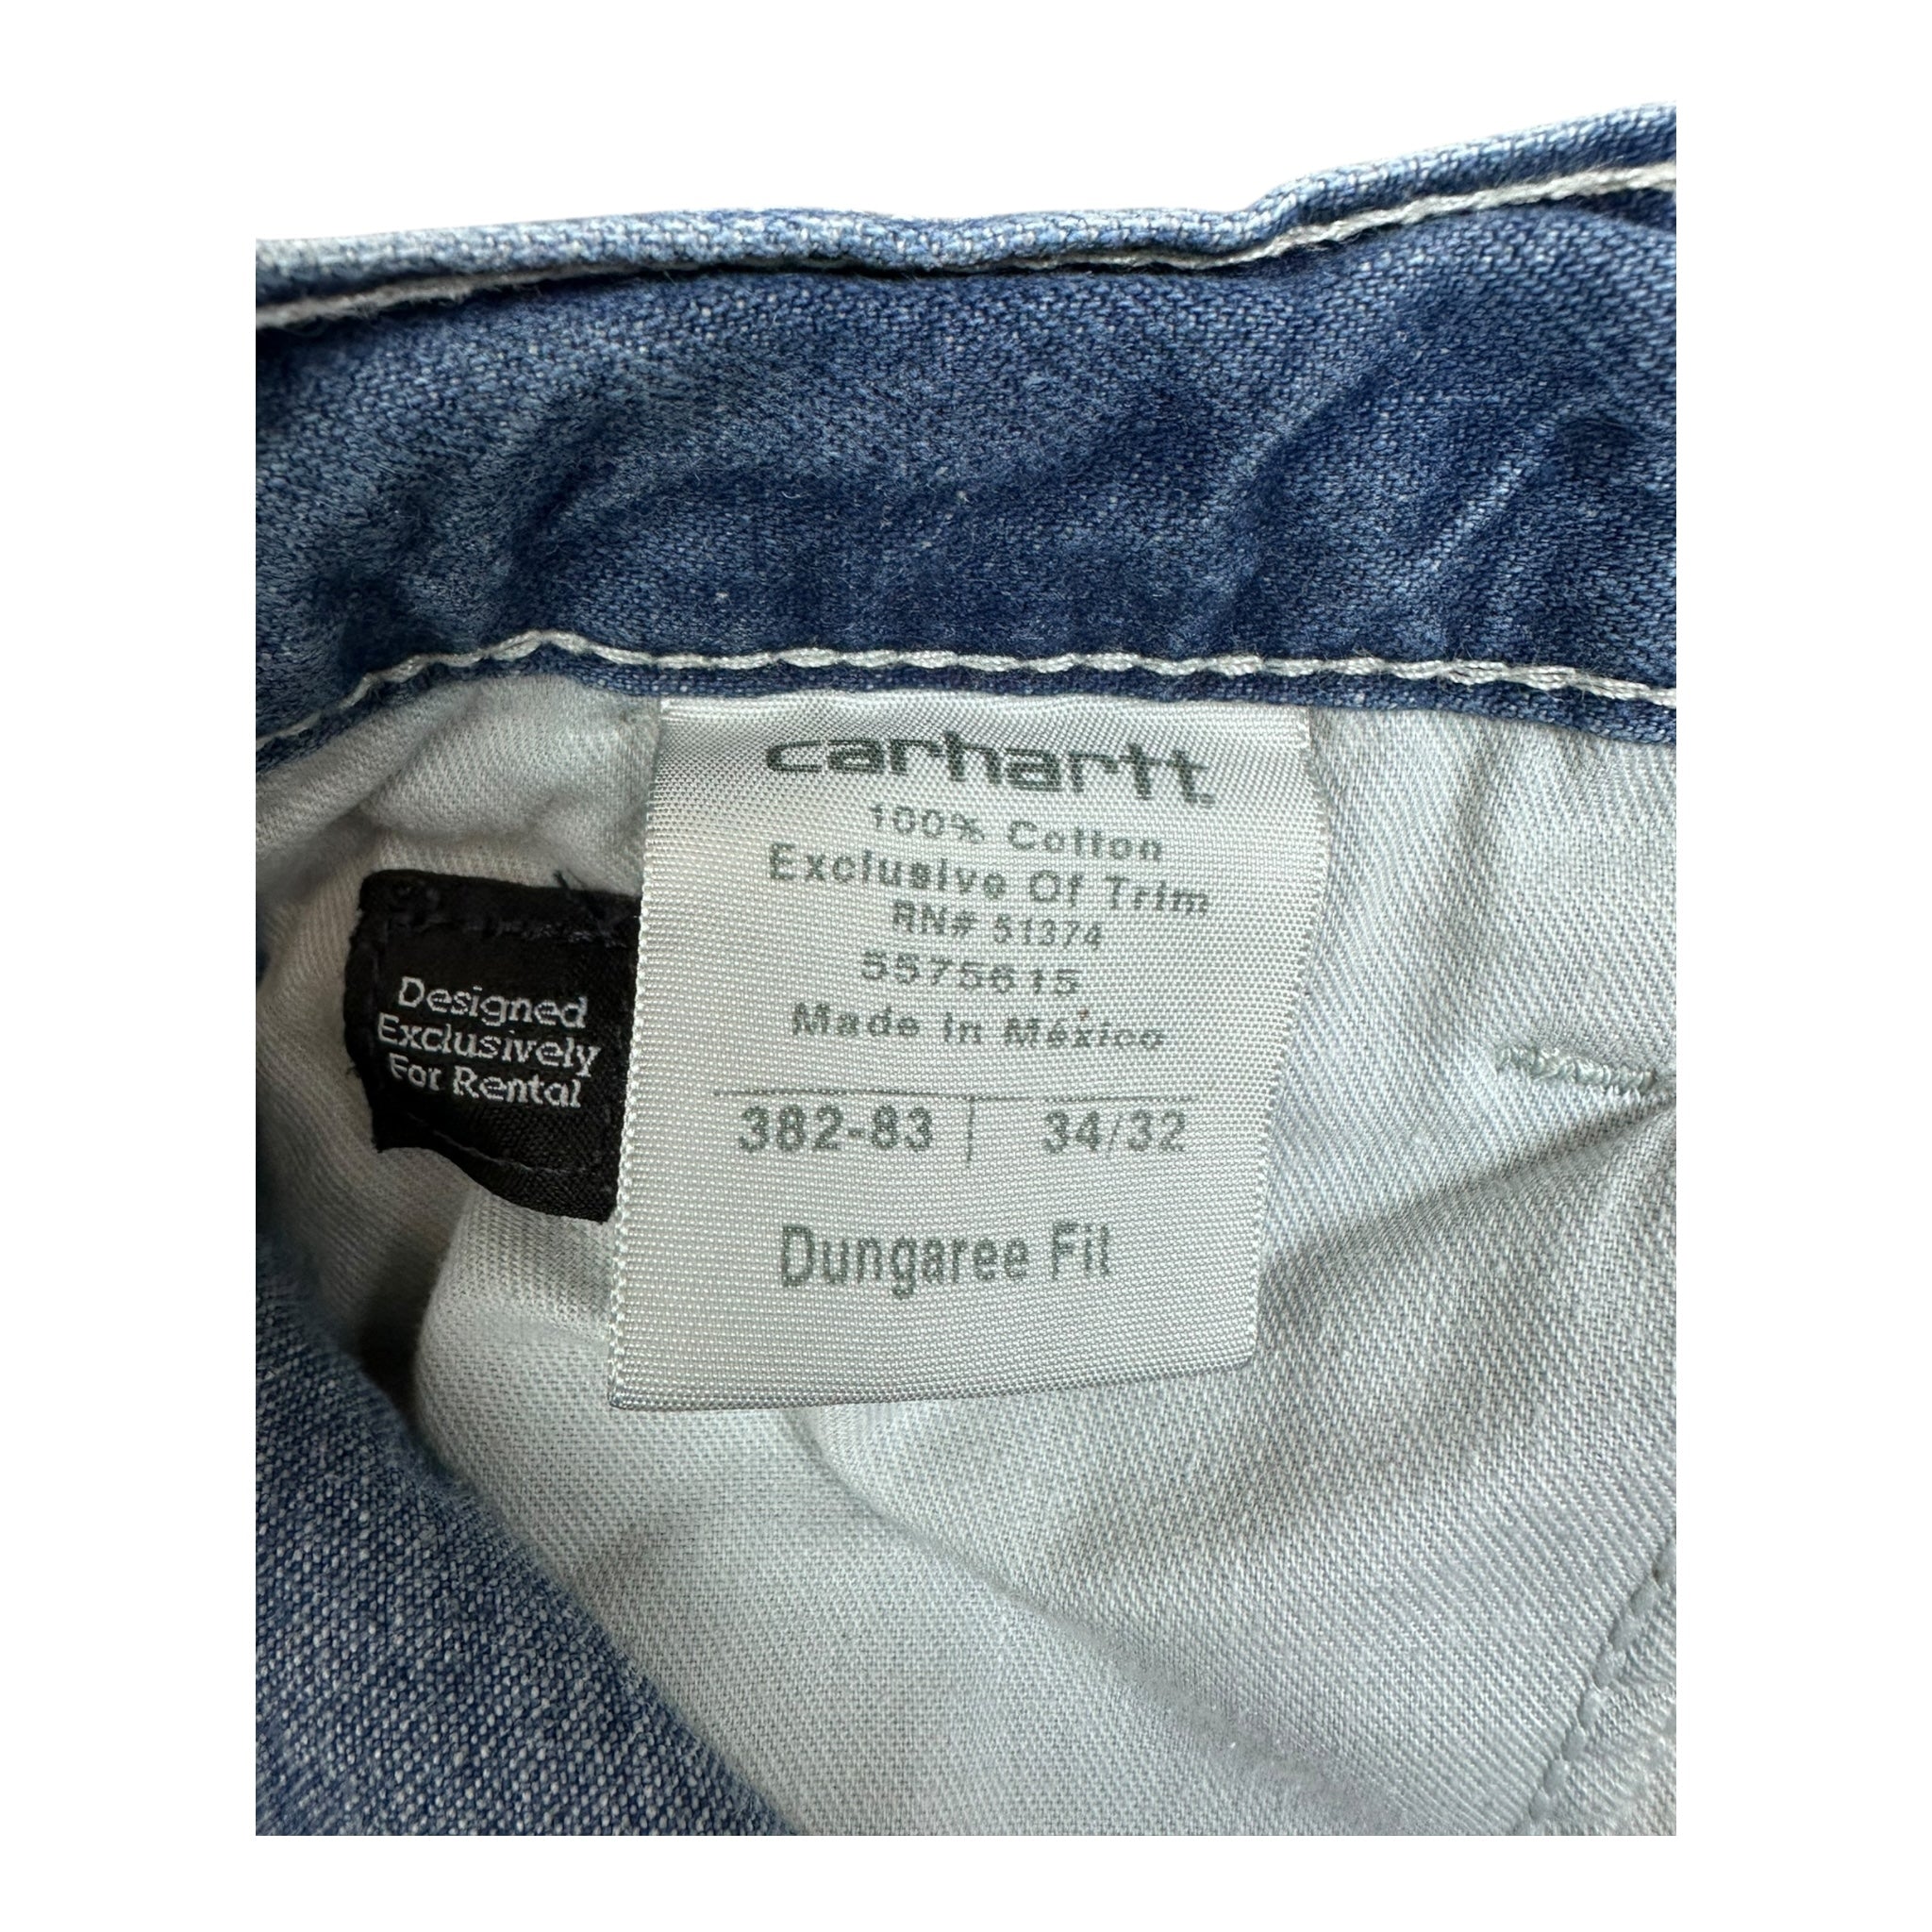 carhartt.
100% Cotton
Exclusive Of Trim
RN# 51374
5575615
Made In México
382-83 | 34/32
Dungaree Fit
Designed
Exclusively
For Rental